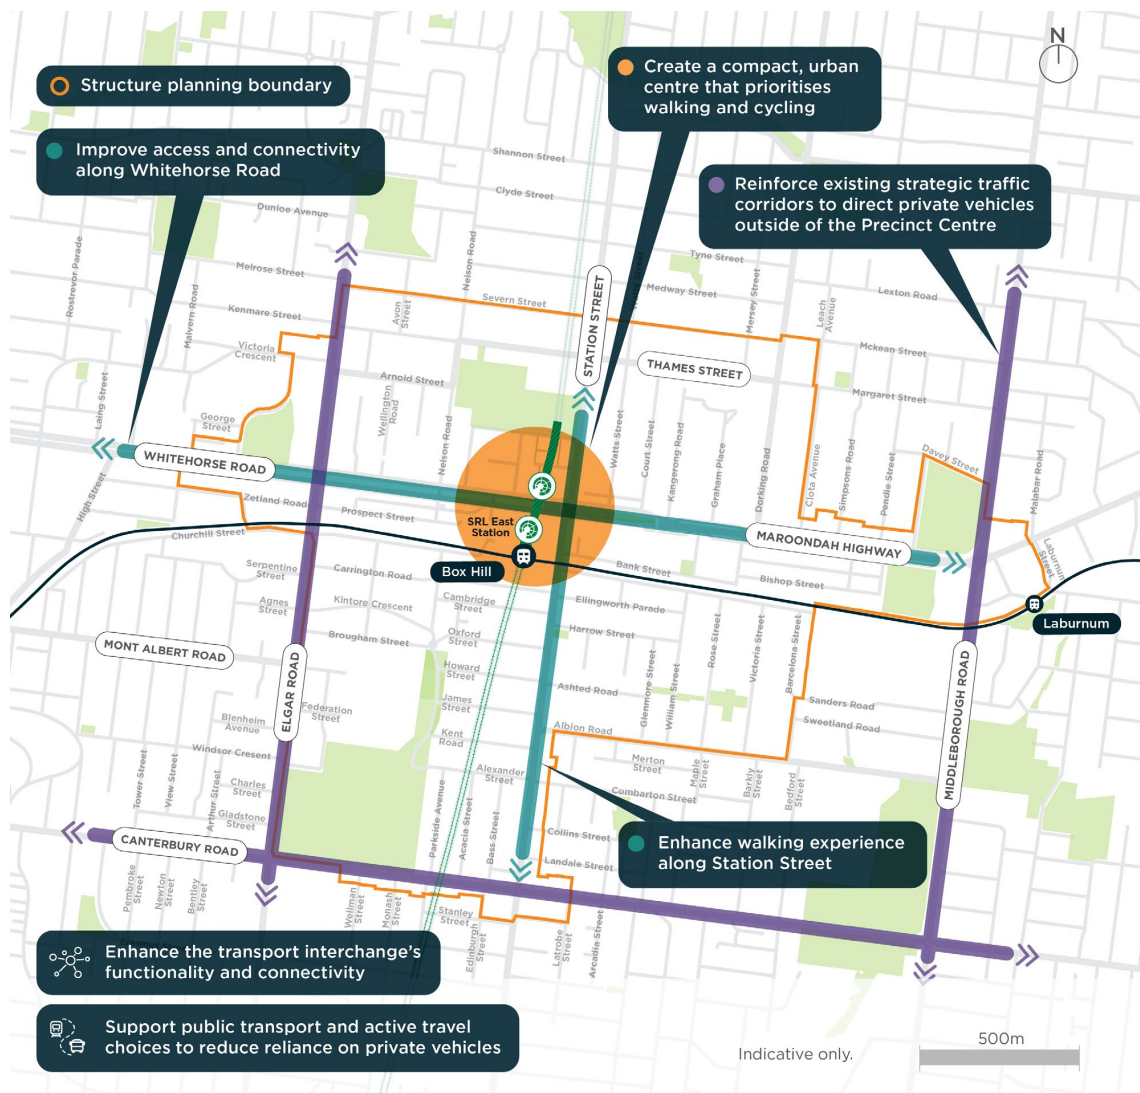 N
Structure planning boundary
Create a compact, urban
centre that prioritises
walking and cycling
Improve access and connectivity
along Whitehorse Road
Reinforce existing strategic traffic
corridors to direct private vehicles
outside of the Precinct Centre
Shannon Street
Clyde Street
Dunloe Avenue
Nelson Road
Rostrevor Parade
Melrose Street
Tyne Street
Medway Street
Mersey Street
Lexton Road
Malvern Road
Kenmare Street
Avon
Street
Severn Street
STATION STREET
Leach
Avenue
Victoria
Crescent
Mckean Street
THAMES STREET
Arnold Street
Margaret Street
Laing Street
Wellington
Road
George
Street
Nelson Road
Watts Street
Court Street
Kangerong Road
Graham Place
Dorking Road
Ciota Avenue
Simpsons Road
Pendle Street
Davey Street
Malabar Road
WHITEHORSE ROAD
High Street
Zetland Road
Prospect Street
SRL East
Station
Churchill Street
MAROONDAH HIGHWAY
Laburnum
Street
Box Hill
Bank Street
Bishop Street
Serpentine
Street
Carrington Road
Agnes
Street
Kintore Crescent
Cambridge
Street
Ellingworth Parade
Laburnum
Brougham Street
Oxford
Street
Harrow Street
MONT ALBERT ROAD
ELGAR ROAD
Howard
Street
Rose Street
Victoria Street
Barcelona Street
Glenmore Street
William Street
Ashted Road
James
Street
MIDDLEBOROUGH ROAD
Federation
Street
Blenheim
Avenue
Sanders Road
Sweetland Road
Kent
Road
Albion Road
Windsor Cresent
Tower Street
View Street
Arthur Street
Charles
Street
Gladstone
Street
Alexander
Street
Merton
Street
Maple
Street
Barkly
Street
Bedford
Street
Combarton Street
Parkside Avenue
Acacia Street
Bass Street
Collins Street
Enhance walking experience
along Station Street
CANTERBURY ROAD
Landale Street
Pembroke
Street
Newton
Street
Bentley
Street
Wellman
Street
Monash
Street
Stanley
Street
Edinburgh
Street
Latrobe
Street
Arcadia Street
Enhance the transport interchange's
functionality and connectivity
Support public transport and active travel
choices to reduce reliance on private vehicles
Indicative only.
500m